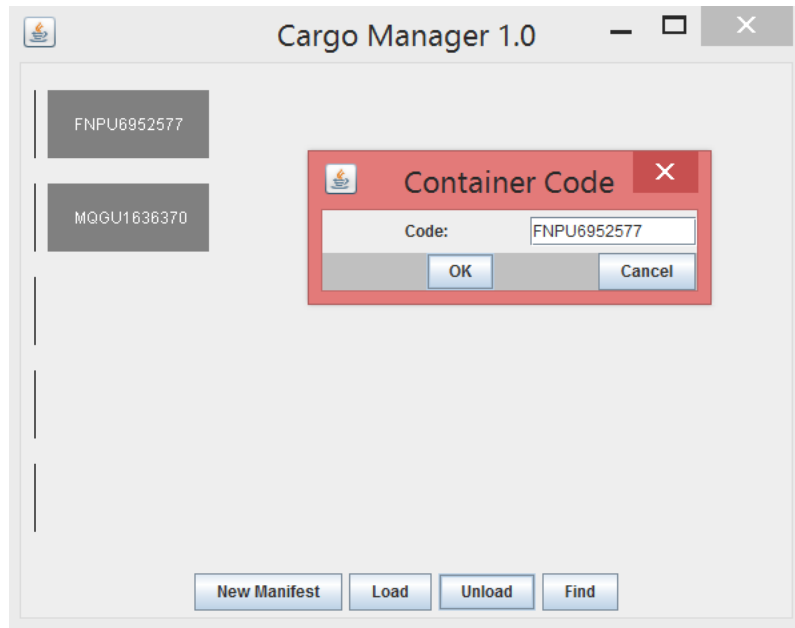 Cargo Manager 1.0
FNPU6952577
MQGU1636370
Container Code
Code: FNPU6952577
OK Cancel
New Manifest Load Unload Find